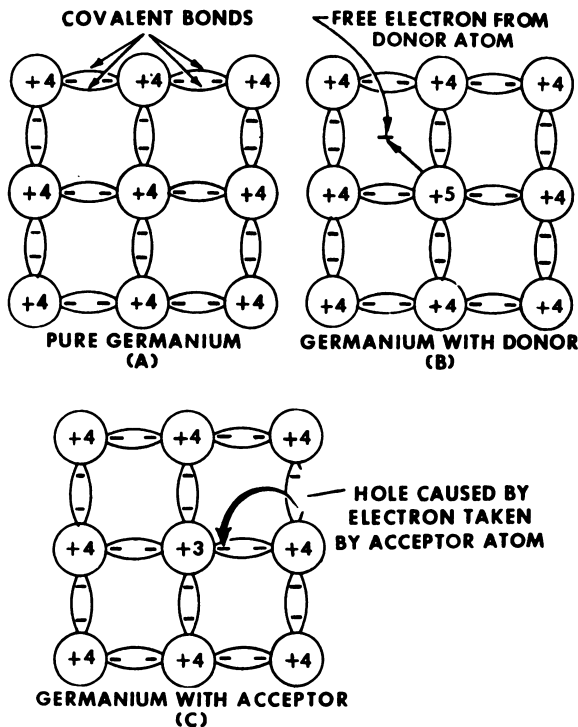 COVALENT BONDS
+4 -- +4 -- +4
+4 -- +4 -- +4
+4 -- +4 -- +4
PURE GERMANIUM
(A)
FREE ELECTRON FROM
DONOR ATOM
+4 -- +4 -- +4
+4 -- +5 -- +4
+4 -- +4 -- +4
GERMANIUM WITH DONOR
(B)
+4 -- +4 -- +4
+4 -- +3 -- +4
+4 -- +4 -- +4
HOLE CAUSED BY
ELECTRON TAKEN
BY ACCEPTOR ATOM
GERMANIUM WITH ACCEPTOR
(C)